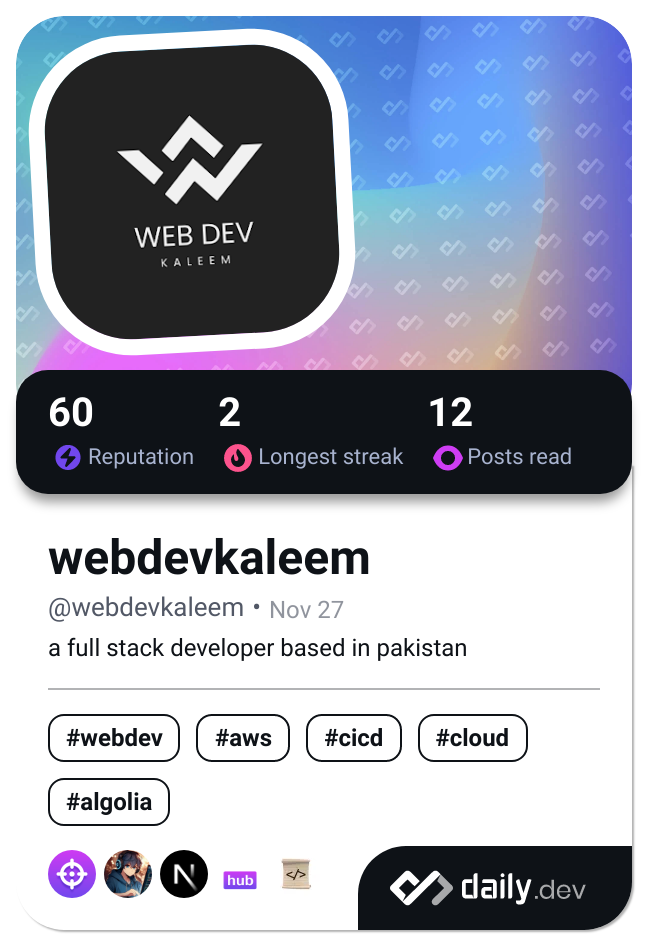 WEB DEV
KALEEM
60 2 12
Reputation Longest streak Posts read
webdevkaleem
@webdevkaleem • Nov 27
a full stack developer based in pakistan
#webdev #aws #cicd #cloud
#algolia
N hub </>
daily.dev